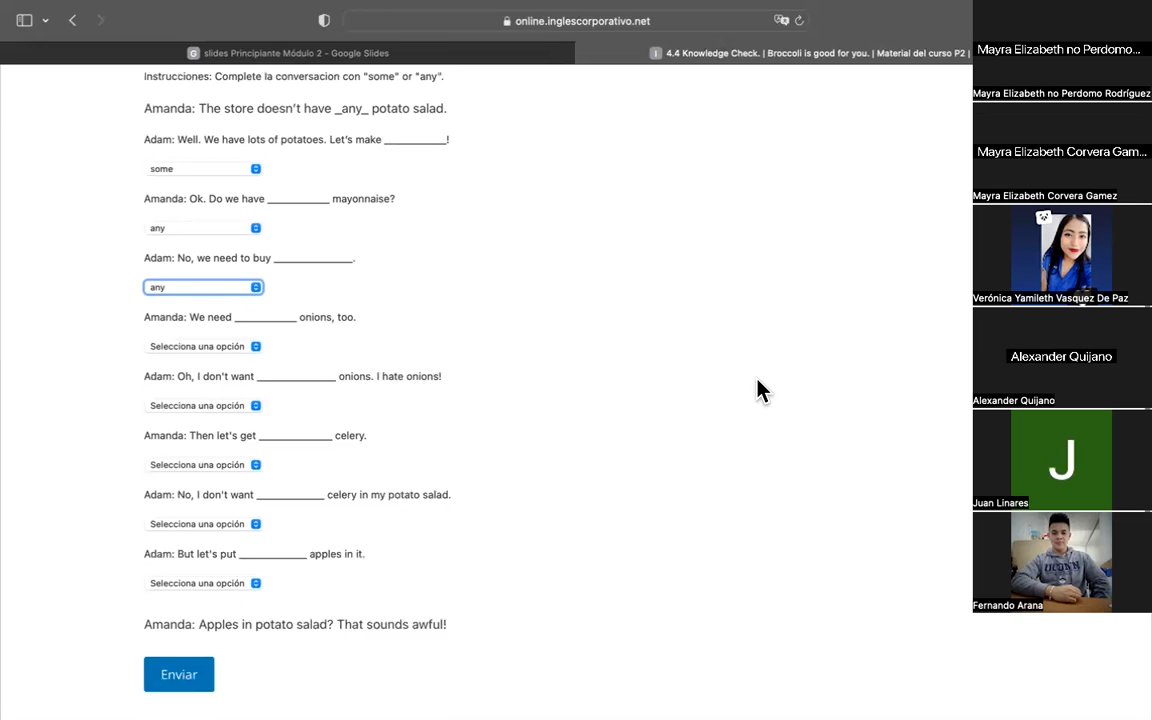 online.inglescorporativo.net
G slides Principiante Módulo 2 - Google Slides
I 4.4 Knowledge Check. | Broccoli is good for you. | Material del curso P2 |
Instrucciones: Complete la conversacion con "some" or "any".
Amanda: The store doesn't have _any_ potato salad.
Adam: Well. We have lots of potatoes. Let's make ___________!
some
Amanda: Ok. Do we have ___________ mayonnaise?
any
Adam: No, we need to buy ______________.
any
Amanda: We need ___________ onions, too.
Selecciona una opción
Adam: Oh, I don't want ______________ onions. I hate onions!
Selecciona una opción
Amanda: Then let's get _____________ celery.
Selecciona una opción
Adam: No, I don't want ____________ celery in my potato salad.
Selecciona una opción
Adam: But let's put ____________ apples in it.
Selecciona una opción
Amanda: Apples in potato salad? That sounds awful!
Enviar
Mayra Elizabeth no Perdomo...
Mayra Elizabeth no Perdomo Rodríguez
Mayra Elizabeth Corvera Gam...
Mayra Elizabeth Corvera Gamez
Verónica Yamileth Vasquez De Paz
Alexander Quijano
Alexander Quijano
J
Juan Linares
UCONN
Fernando Arana